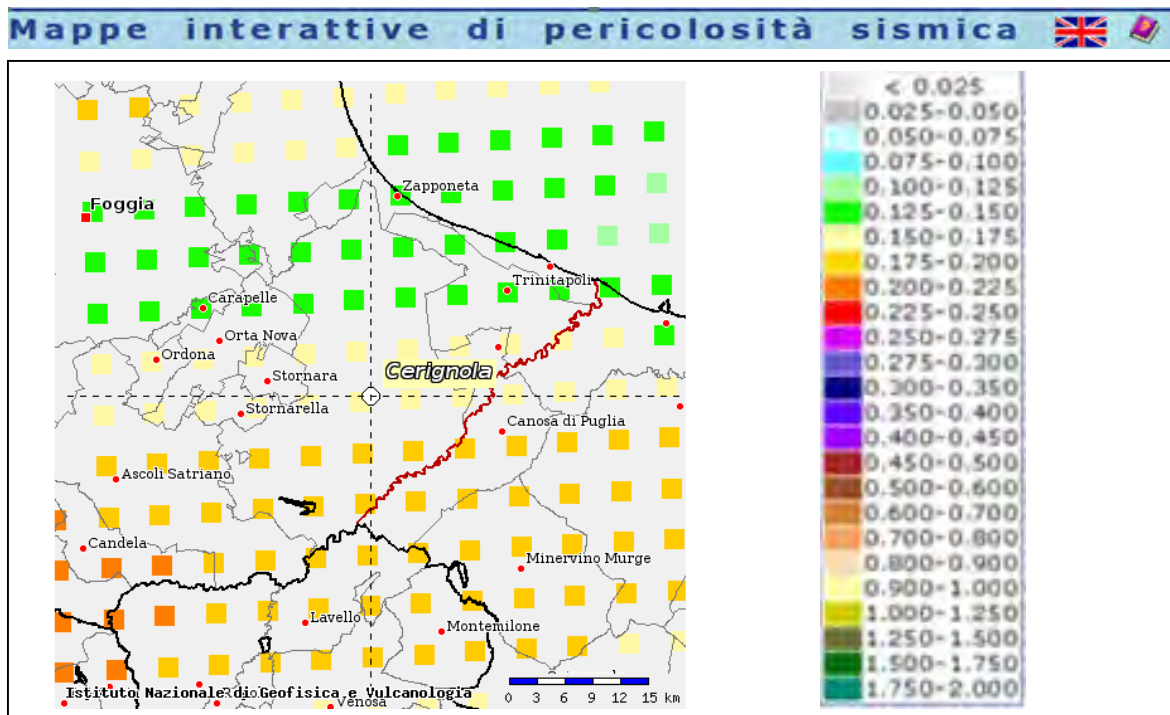 Mappe interattive di pericolosità sismica
Zapponeta
Foggia
Trinitapoli
Carapelle
Orta Nova
Ordona
Cerignola
Stornara
Stornarella
Canosa di Puglia
Ascoli Satriano
Candela
Minervino Murge
Lavello
Montemilone
Istituto Nazionale di Geofisica e Vulcanologia
Venosa
0 3 6 9 12 15 km
< 0.025
0.025-0.050
0.050-0.075
0.075-0.100
0.100-0.125
0.125-0.150
0.150-0.175
0.175-0.200
0.200-0.225
0.225-0.250
0.250-0.275
0.275-0.300
0.300-0.350
0.350-0.400
0.400-0.450
0.450-0.500
0.500-0.600
0.600-0.700
0.700-0.800
0.800-0.900
0.900-1.000
1.000-1.250
1.250-1.500
1.500-1.750
1.750-2.000